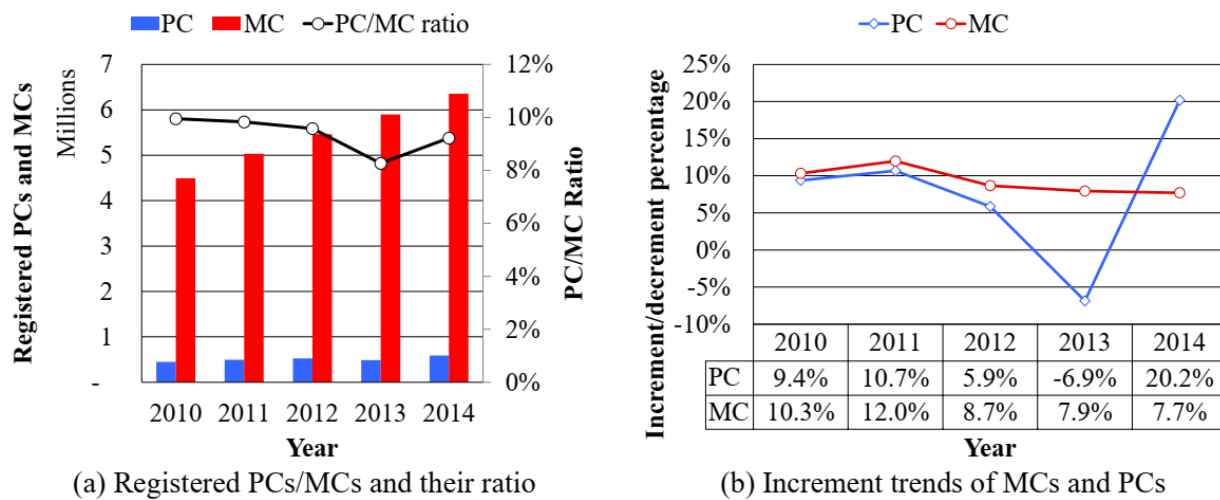 PC MC PC/MC ratio
Registered PCs and MCs
Millions
7
6
5
4
3
2
1
-
12%
10%
8%
6%
4%
2%
0%
PC/MC Ratio
2010 2011 2012 2013 2014
Year
(a) Registered PCs/MCs and their ratio
PC MC
Increment/decrement percentage
25%
20%
15%
10%
5%
0%
-5%
-10%
2010 2011 2012 2013 2014
PC 9.4% 10.7% 5.9% -6.9% 20.2%
MC 10.3% 12.0% 8.7% 7.9% 7.7%
Year
(b) Increment trends of MCs and PCs